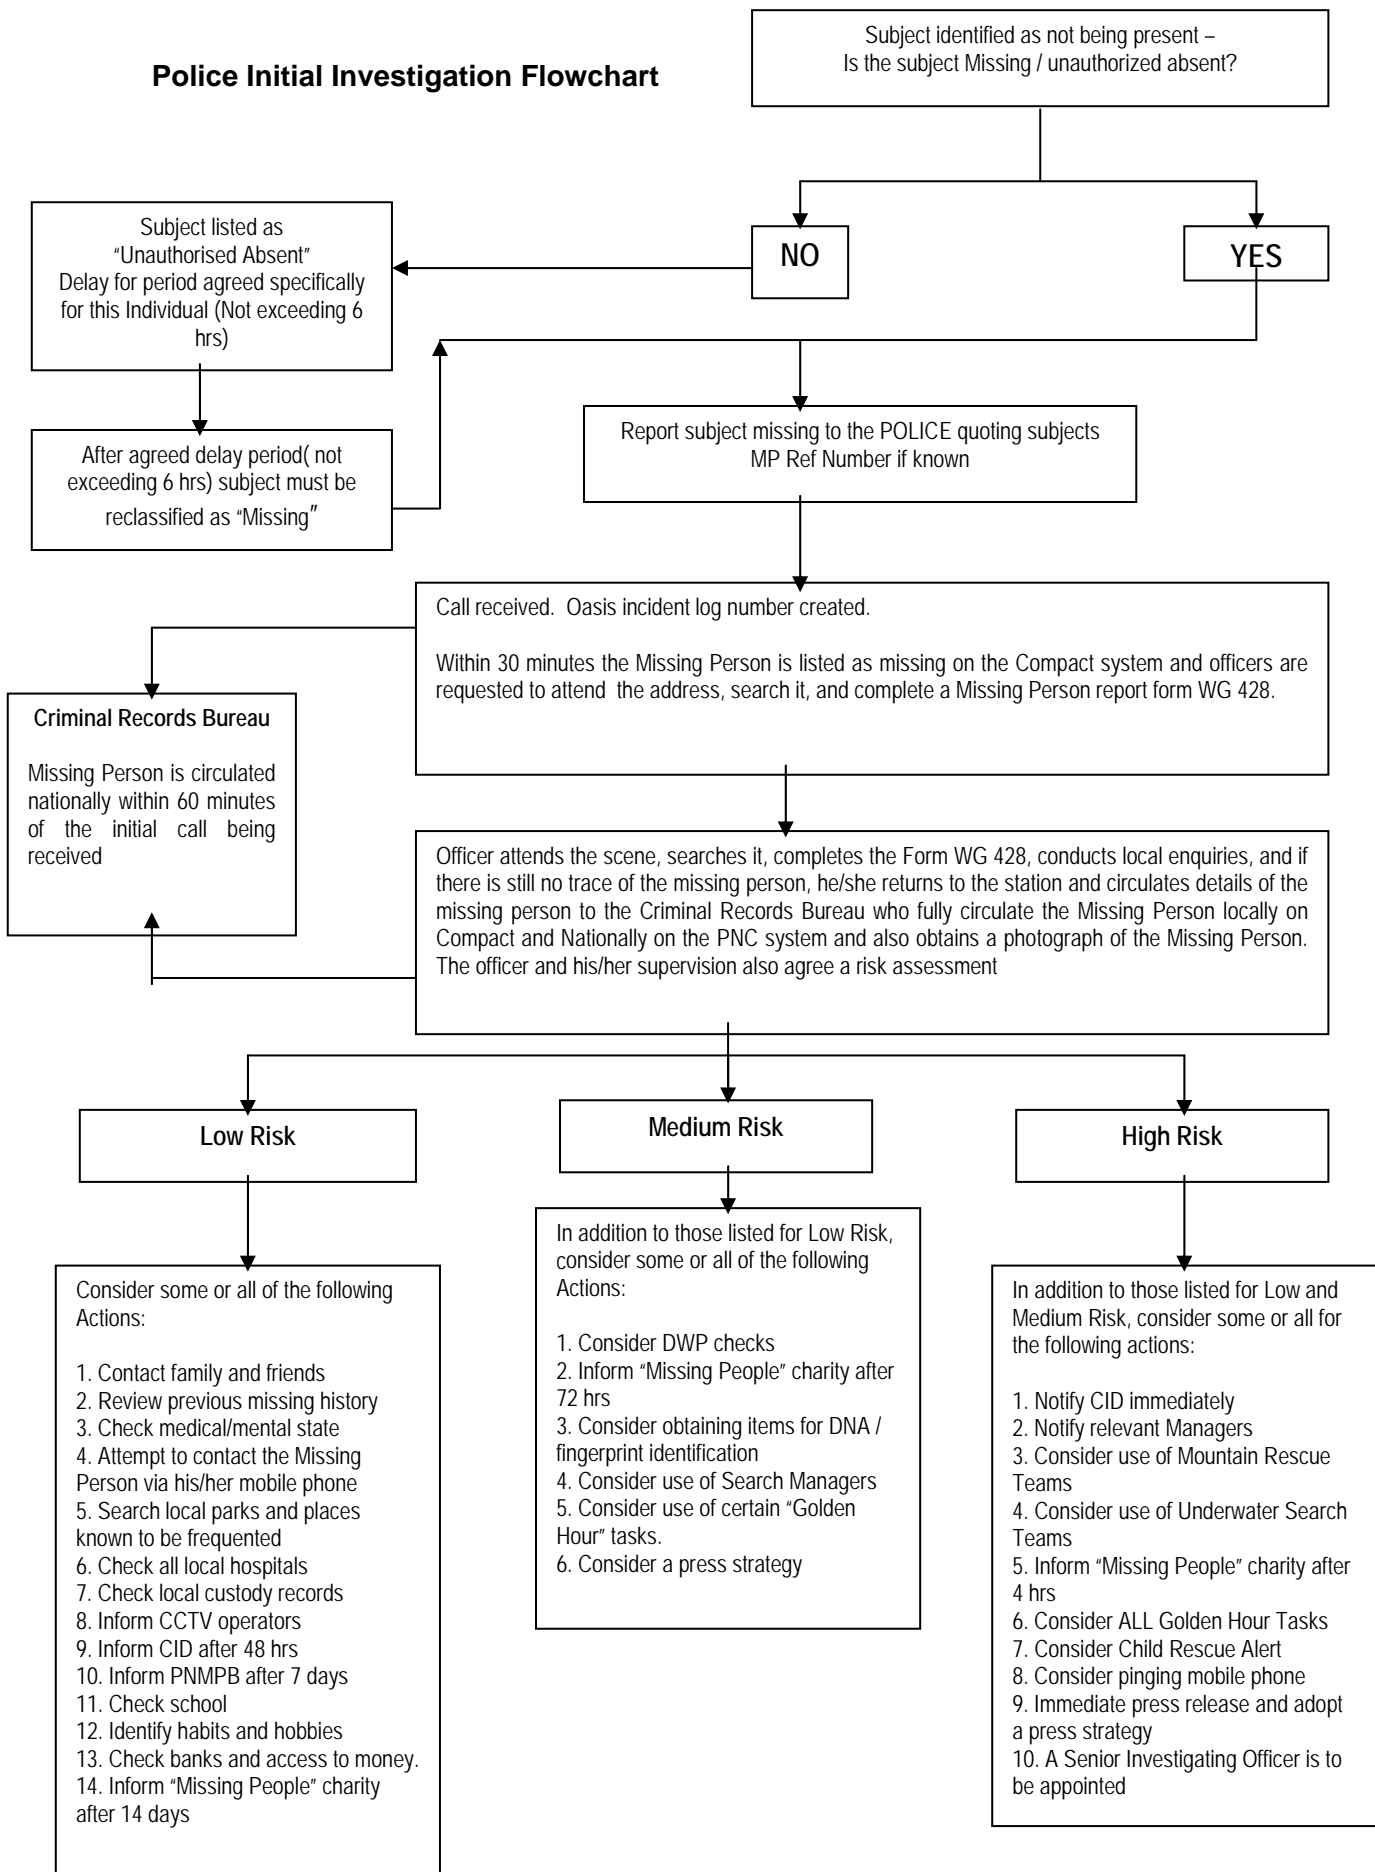 Police Initial Investigation Flowchart
Subject identified as not being present –
Is the subject Missing / unauthorized absent?
NO
YES
Subject listed as
“Unauthorised Absent”
Delay for period agreed specifically
for this Individual (Not exceeding 6
hrs)
After agreed delay period( not
exceeding 6 hrs) subject must be
reclassified as “Missing”
Report subject missing to the POLICE quoting subjects
MP Ref Number if known
Call received. Oasis incident log number created.
Within 30 minutes the Missing Person is listed as missing on the Compact system and officers are
requested to attend the address, search it, and complete a Missing Person report form WG 428.
Criminal Records Bureau
Missing Person is circulated
nationally within 60 minutes
of the initial call being
received
Officer attends the scene, searches it, completes the Form WG 428, conducts local enquiries, and if
there is still no trace of the missing person, he/she returns to the station and circulates details of the
missing person to the Criminal Records Bureau who fully circulate the Missing Person locally on
Compact and Nationally on the PNC system and also obtains a photograph of the Missing Person.
The officer and his/her supervision also agree a risk assessment
Low Risk
Consider some or all of the following
Actions:
1. Contact family and friends
2. Review previous missing history
3. Check medical/mental state
4. Attempt to contact the Missing
Person via his/her mobile phone
5. Search local parks and places
known to be frequented
6. Check all local hospitals
7. Check local custody records
8. Inform CCTV operators
9. Inform CID after 48 hrs
10. Inform PNMPB after 7 days
11. Check school
12. Identify habits and hobbies
13. Check banks and access to money.
14. Inform “Missing People” charity
after 14 days
Medium Risk
In addition to those listed for Low Risk,
consider some or all of the following
Actions:
1. Consider DWP checks
2. Inform “Missing People” charity after
72 hrs
3. Consider obtaining items for DNA /
fingerprint identification
4. Consider use of Search Managers
5. Consider use of certain “Golden
Hour” tasks.
6. Consider a press strategy
High Risk
In addition to those listed for Low and
Medium Risk, consider some or all for
the following actions:
1. Notify CID immediately
2. Notify relevant Managers
3. Consider use of Mountain Rescue
Teams
4. Consider use of Underwater Search
Teams
5. Inform “Missing People” charity after
4 hrs
6. Consider ALL Golden Hour Tasks
7. Consider Child Rescue Alert
8. Consider pinging mobile phone
9. Immediate press release and adopt
a press strategy
10. A Senior Investigating Officer is to
be appointed